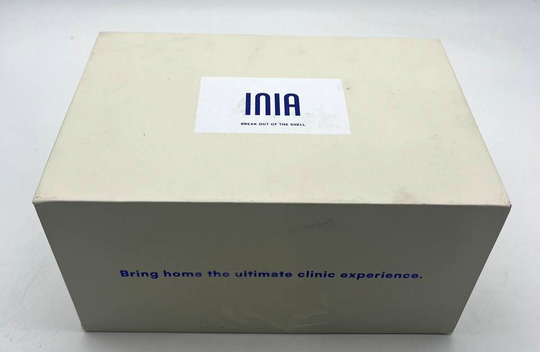 INIA
BREAK OUT OF THE SHELL
Bring home the ultimate clinic experience.